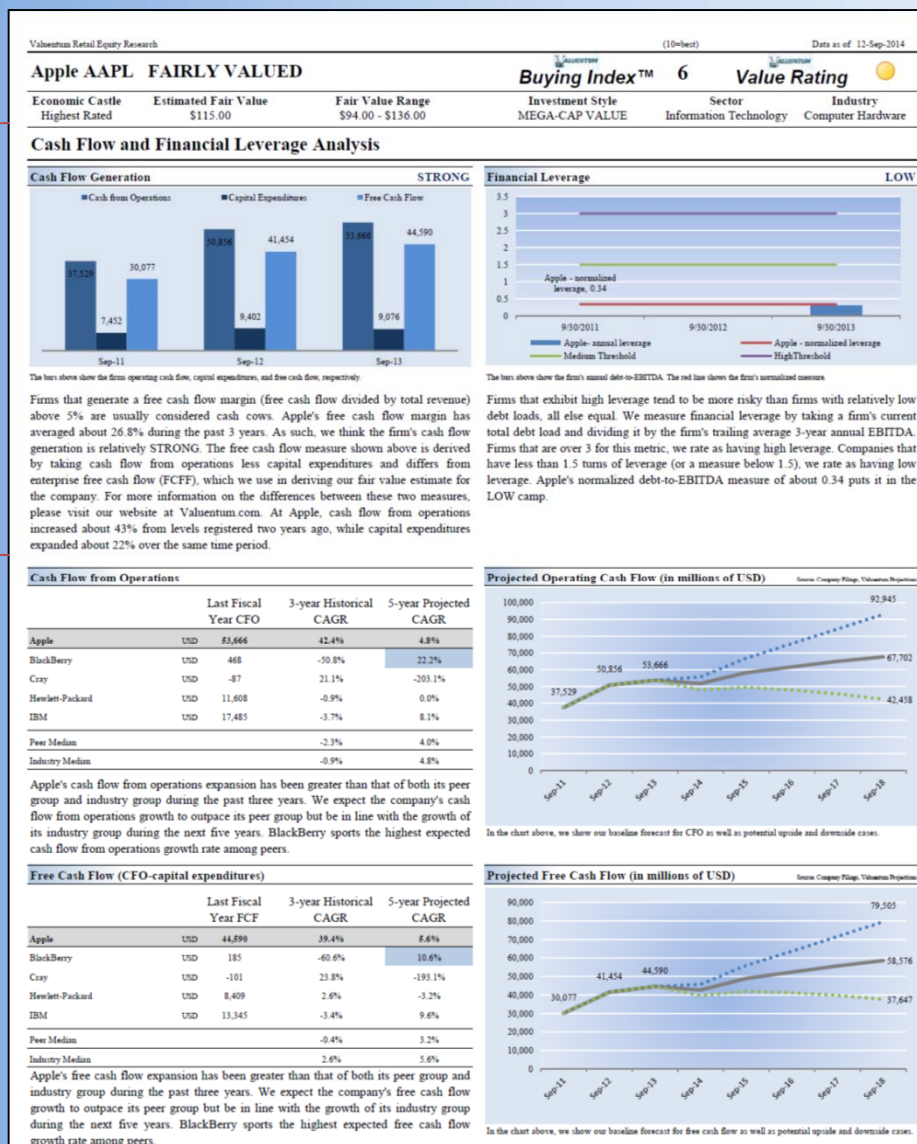 Valuentum Retail Equity Research (10=best) Data as of 12-Sep-2014
Apple AAPL FAIRLY VALUED VALUENTUM Buying Index™ 6 VALUENTUM Value Rating
Economic Castle Estimated Fair Value Fair Value Range Investment Style Sector Industry
Highest Rated $115.00 $94.00 - $136.00 MEGA-CAP VALUE Information Technology Computer Hardware
Cash Flow and Financial Leverage Analysis
Cash Flow Generation STRONG
Cash from Operations Capital Expenditures Free Cash Flow
37,529 7,452 30,077
50,856 9,402 41,454
53,666 9,076 44,590
Sep-11 Sep-12 Sep-13
The bars above show the firms operating cash flow, capital expenditures, and free cash flow, respectively.
Firms that generate a free cash flow margin (free cash flow divided by total revenue)
above 5% are usually considered cash cows. Apple's free cash flow margin has
averaged about 26.8% during the past 3 years. As such, we think the firm's cash flow
generation is relatively STRONG. The free cash flow measure shown above is derived
by taking cash flow from operations less capital expenditures and differs from
enterprise free cash flow (FCFF), which we use in deriving our fair value estimate for
the company. For more information on the differences between these two measures,
please visit our website at Valuentum.com. At Apple, cash flow from operations
increased about 43% from levels registered two years ago, while capital expenditures
expanded about 22% over the same time period.
Financial Leverage LOW
3.5
3
2.5
2
1.5
1
0.5
0
Apple - normalized
leverage, 0.34
9/30/2011 9/30/2012 9/30/2013
Apple- annual leverage Apple - normalized leverage
Medium Threshold HighThreshold
The bars above show the firm's annual debt-to-EBITDA. The red line shows the firm's normalized measure.
Firms that exhibit high leverage tend to be more risky than firms with relatively low
debt loads, all else equal. We measure financial leverage by taking a firm's current
total debt load and dividing it by the firm's trailing average 3-year annual EBITDA.
Firms that are over 3 for this metric, we rate as having high leverage. Companies that
have less than 1.5 turns of leverage (or a measure below 1.5), we rate as having low
leverage. Apple's normalized debt-to-EBITDA measure of about 0.34 puts it in the
LOW camp.
Cash Flow from Operations
Last Fiscal 3-year Historical 5-year Projected
Year CFO CAGR CAGR
Apple USD 53,666 42.4% 4.8%
BlackBerry USD 468 -50.8% 22.2%
Cray USD -87 21.1% -203.1%
Hewlett-Packard USD 11,608 -0.9% 0.0%
IBM USD 17,485 -3.7% 8.1%
Peer Median -2.3% 4.0%
Industry Median -0.9% 4.8%
Apple's cash flow from operations expansion has been greater than that of both its peer
group and industry group during the past three years. We expect the company's cash
flow from operations growth to outpace its peer group but be in line with the growth of
its industry group during the next five years. BlackBerry sports the highest expected
cash flow from operations growth rate among peers.
Projected Operating Cash Flow (in millions of USD) Source: Company Filings, Valuentum Projections
100,000
90,000
80,000
70,000
60,000
50,000
40,000
30,000
20,000
10,000
0
37,529 50,856 53,666 92,945 67,702 42,458
Sep-11 Sep-12 Sep-13 Sep-14 Sep-15 Sep-16 Sep-17 Sep-18
In the chart above, we show our baseline forecast for CFO as well as potential upside and downside cases.
Free Cash Flow (CFO-capital expenditures)
Last Fiscal 3-year Historical 5-year Projected
Year FCF CAGR CAGR
Apple USD 44,590 39.4% 5.6%
BlackBerry USD 185 -60.6% 10.6%
Cray USD -101 23.8% -193.1%
Hewlett-Packard USD 8,409 2.6% -3.2%
IBM USD 13,345 -3.4% 9.6%
Peer Median -0.4% 3.2%
Industry Median 2.6% 5.6%
Apple's free cash flow expansion has been greater than that of both its peer group and
industry group during the past three years. We expect the company's free cash flow
growth to outpace its peer group but be in line with the growth of its industry group
during the next five years. BlackBerry sports the highest expected free cash flow
growth rate among peers.
Projected Free Cash Flow (in millions of USD) Source: Company Filings, Valuentum Projections
90,000
80,000
70,000
60,000
50,000
40,000
30,000
20,000
10,000
0
30,077 41,454 44,590 79,505 58,576 37,647
Sep-11 Sep-12 Sep-13 Sep-14 Sep-15 Sep-16 Sep-17 Sep-18
In the chart above, we show our baseline forecast for free cash flow as well as potential upside and downside cases.